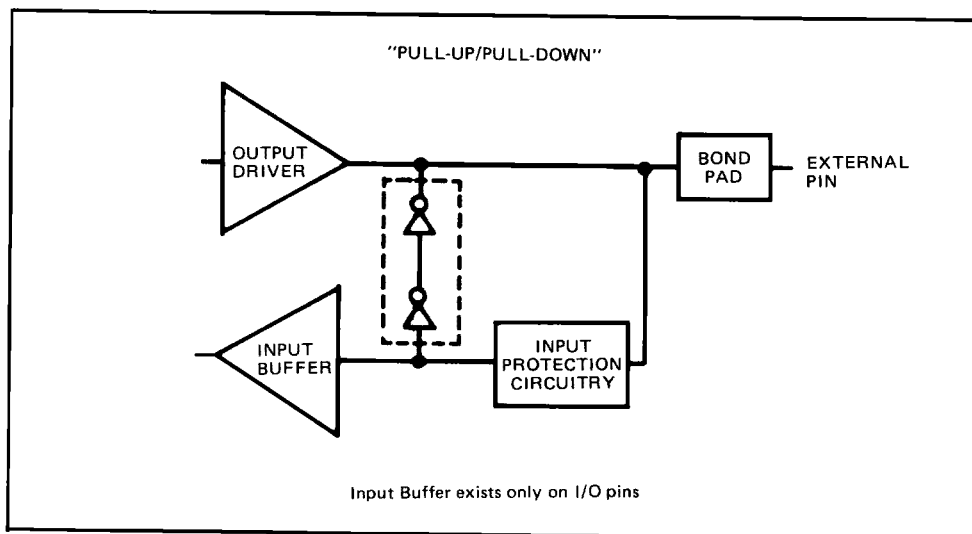 "PULL-UP/PULL-DOWN"
OUTPUT
DRIVER
BOND
PAD
EXTERNAL
PIN
INPUT
BUFFER
INPUT
PROTECTION
CIRCUITRY
Input Buffer exists only on I/O pins